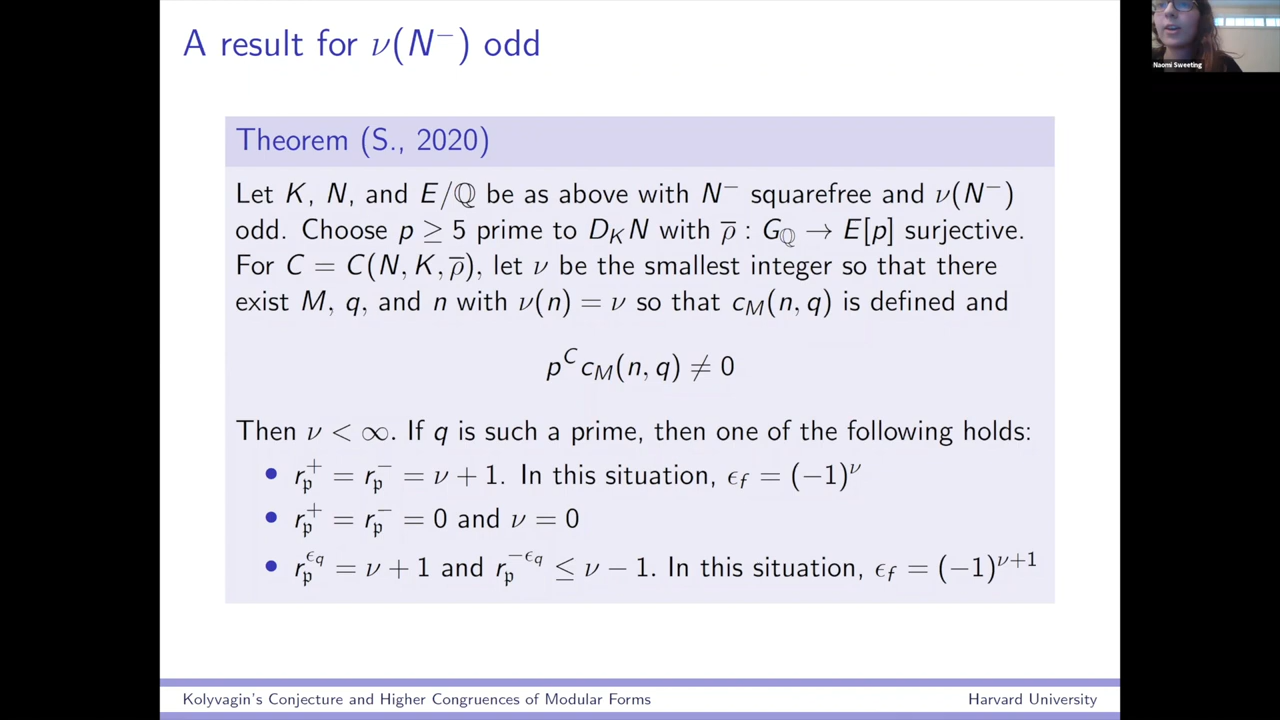 A result for ν(N⁻) odd
Naomi Sweeting
Theorem (S., 2020)
Let K, N, and E/ℚ be as above with N⁻ squarefree and ν(N⁻)
odd. Choose p ≥ 5 prime to D_K N with ρ̄ : G_ℚ → E[p] surjective.
For C = C(N, K, ρ̄), let ν be the smallest integer so that there
exist M, q, and n with ν(n) = ν so that c_M(n, q) is defined and
p^C c_M(n, q) ≠ 0
Then ν < ∞. If q is such a prime, then one of the following holds:
• r_𝔭^+ = r_𝔭^- = ν + 1. In this situation, ϵ_f = (−1)^ν
• r_𝔭^+ = r_𝔭^- = 0 and ν = 0
• r_𝔭^{ϵ_q} = ν + 1 and r_𝔭^{−ϵ_q} ≤ ν − 1. In this situation, ϵ_f = (−1)^{ν+1}
Kolyvagin's Conjecture and Higher Congruences of Modular Forms
Harvard University